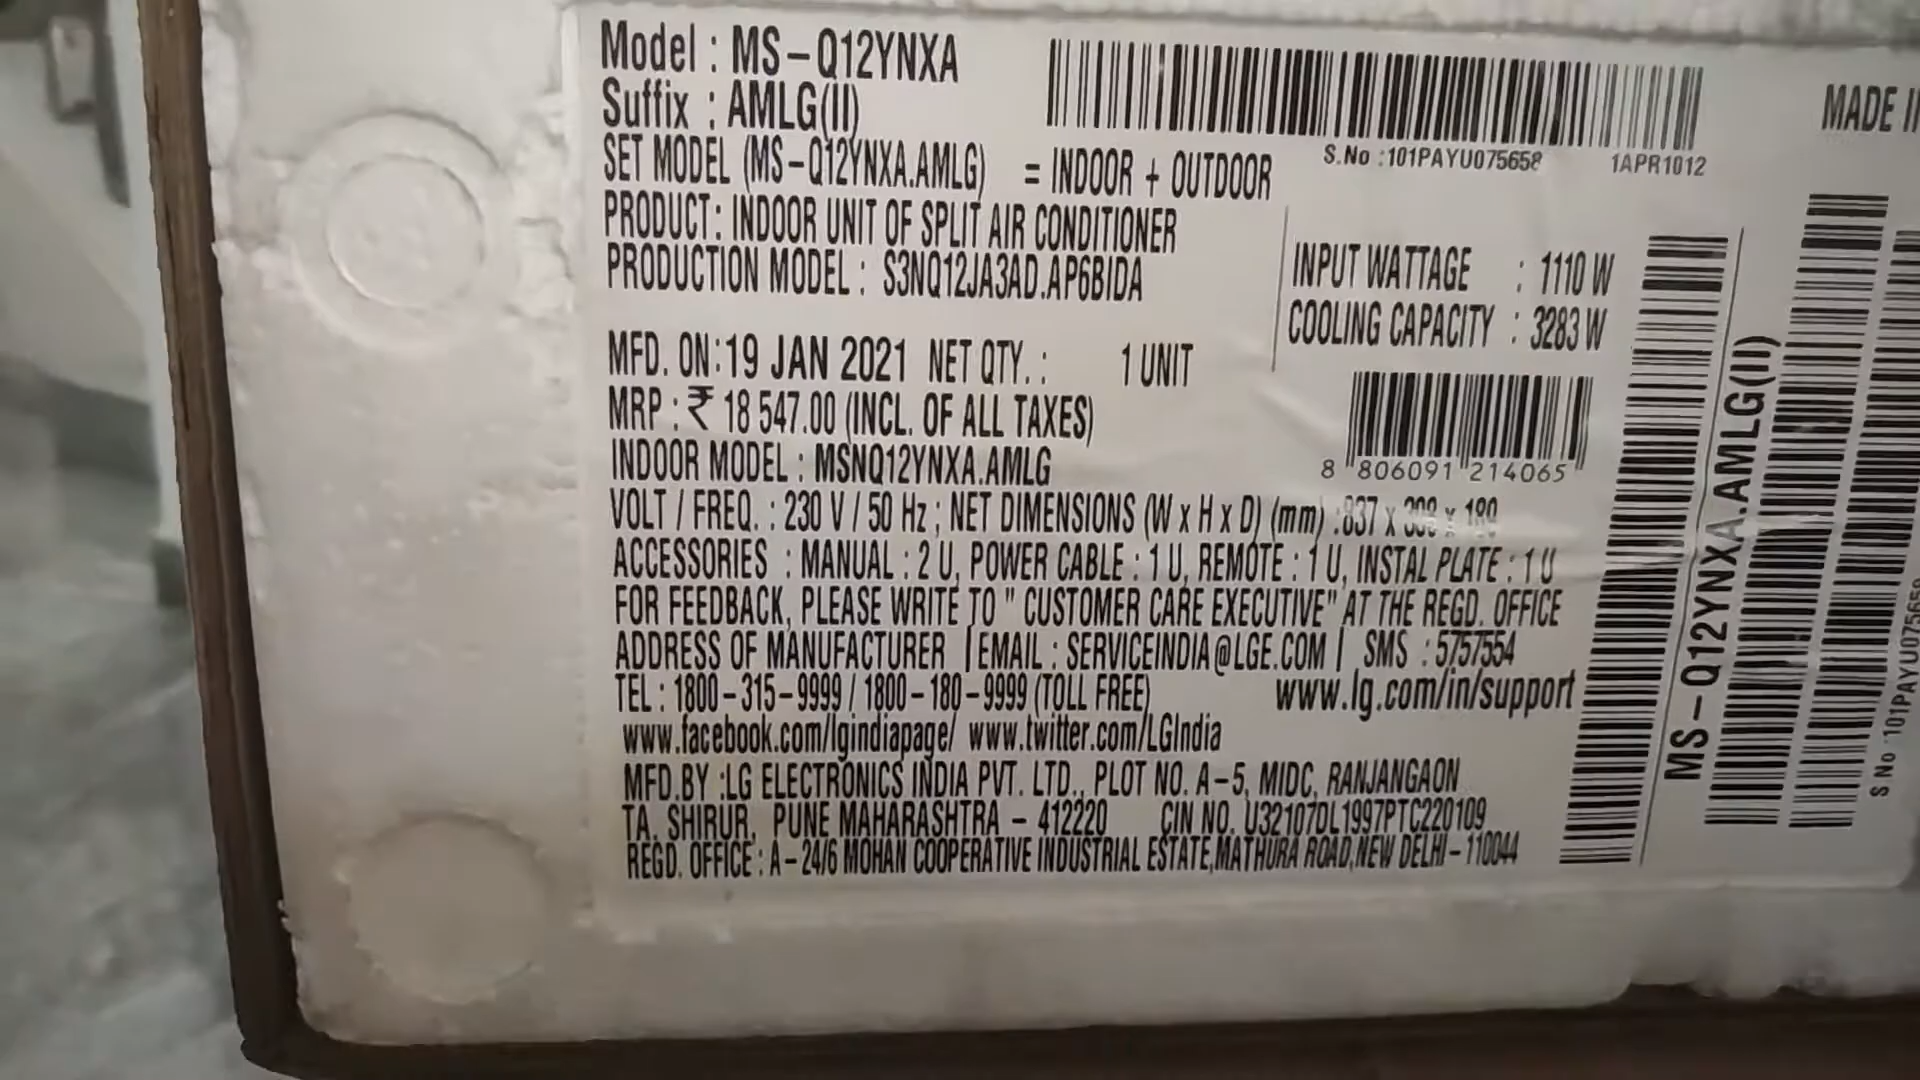 Model : MS-Q12YNXA
Suffix : AMLG(II)
SET MODEL (MS-Q12YNXA.AMLG) = INDOOR + OUTDOOR
PRODUCT : INDOOR UNIT OF SPLIT AIR CONDITIONER
PRODUCTION MODEL : S3NQ12JA3AD.AP6BIDA
MFD. ON:19 JAN 2021 NET QTY. : 1 UNIT
MRP : ₹ 18 547.00 (INCL. OF ALL TAXES)
INDOOR MODEL : MSNQ12YNXA.AMLG
VOLT / FREQ. : 230 V / 50 Hz ; NET DIMENSIONS (W x H x D) (mm) :837 x 308 x 189
ACCESSORIES : MANUAL : 2 U, POWER CABLE : 1 U, REMOTE : 1 U, INSTAL PLATE : 1 U
FOR FEEDBACK, PLEASE WRITE TO " CUSTOMER CARE EXECUTIVE" AT THE REGD. OFFICE
ADDRESS OF MANUFACTURER | EMAIL : SERVICEINDIA@LGE.COM | SMS : 5757554
TEL : 1800-315-9999 / 1800-180-9999 (TOLL FREE) www.lg.com/in/support
www.facebook.com/lgindiapage/ www.twitter.com/LGIndia
MFD.BY :LG ELECTRONICS INDIA PVT. LTD., PLOT NO. A-5, MIDC, RANJANGAON
TA. SHIRUR, PUNE MAHARASHTRA - 412220 CIN NO. U32107DL1997PTC220109
REGD. OFFICE : A-24/6 MOHAN COOPERATIVE INDUSTRIAL ESTATE,MATHURA ROAD,NEW DELHI-110044
S.No :101PAYU075658 1APR1012
INPUT WATTAGE : 1110 W
COOLING CAPACITY : 3283 W
8 806091 214065
MADE
MS-Q12YNXA.AMLG(II)
S.No :101PAYU075658